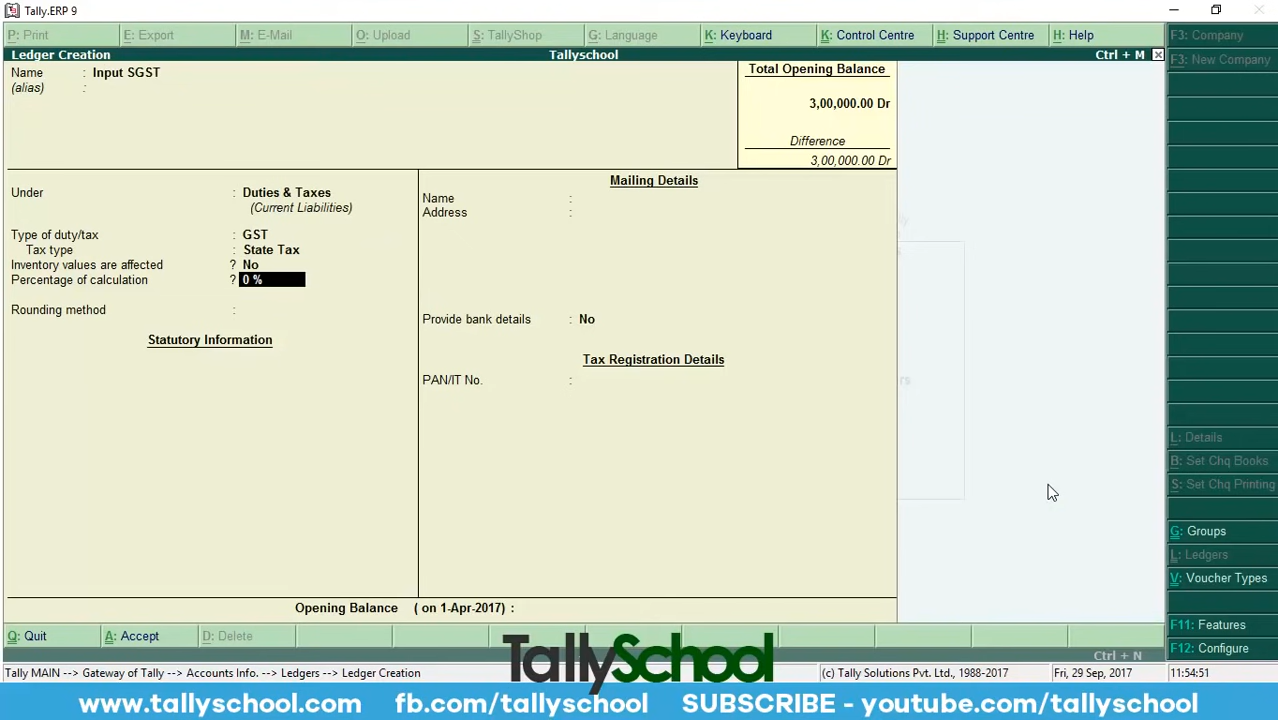 Tally.ERP 9
P: Print
E: Export
M: E-Mail
O: Upload
S: TallyShop
G: Language
K: Keyboard
K: Control Centre
H: Support Centre
H: Help
F3: Company
F3: New Company
Ledger Creation
Tallyschool
Ctrl + M
Name : Input SGST
(alias) :
Total Opening Balance
3,00,000.00 Dr
Difference
3,00,000.00 Dr
Under : Duties & Taxes
(Current Liabilities)
Type of duty/tax : GST
Tax type : State Tax
Inventory values are affected ? No
Percentage of calculation ? 0 %
Rounding method :
Statutory Information
Mailing Details
Name :
Address :
Provide bank details : No
Tax Registration Details
PAN/IT No. :
Opening Balance ( on 1-Apr-2017) :
L: Details
B: Set Chq Books
S: Set Chq Printing
G: Groups
L: Ledgers
V: Voucher Types
F11: Features
F12: Configure
Q: Quit
A: Accept
D: Delete
TallySchool
Ctrl + N
Tally MAIN --> Gateway of Tally --> Accounts Info. --> Ledgers --> Ledger Creation
(c) Tally Solutions Pvt. Ltd., 1988-2017
Fri, 29 Sep, 2017
11:54:51
www.tallyschool.com fb.com/tallyschool SUBSCRIBE - youtube.com/tallyschool